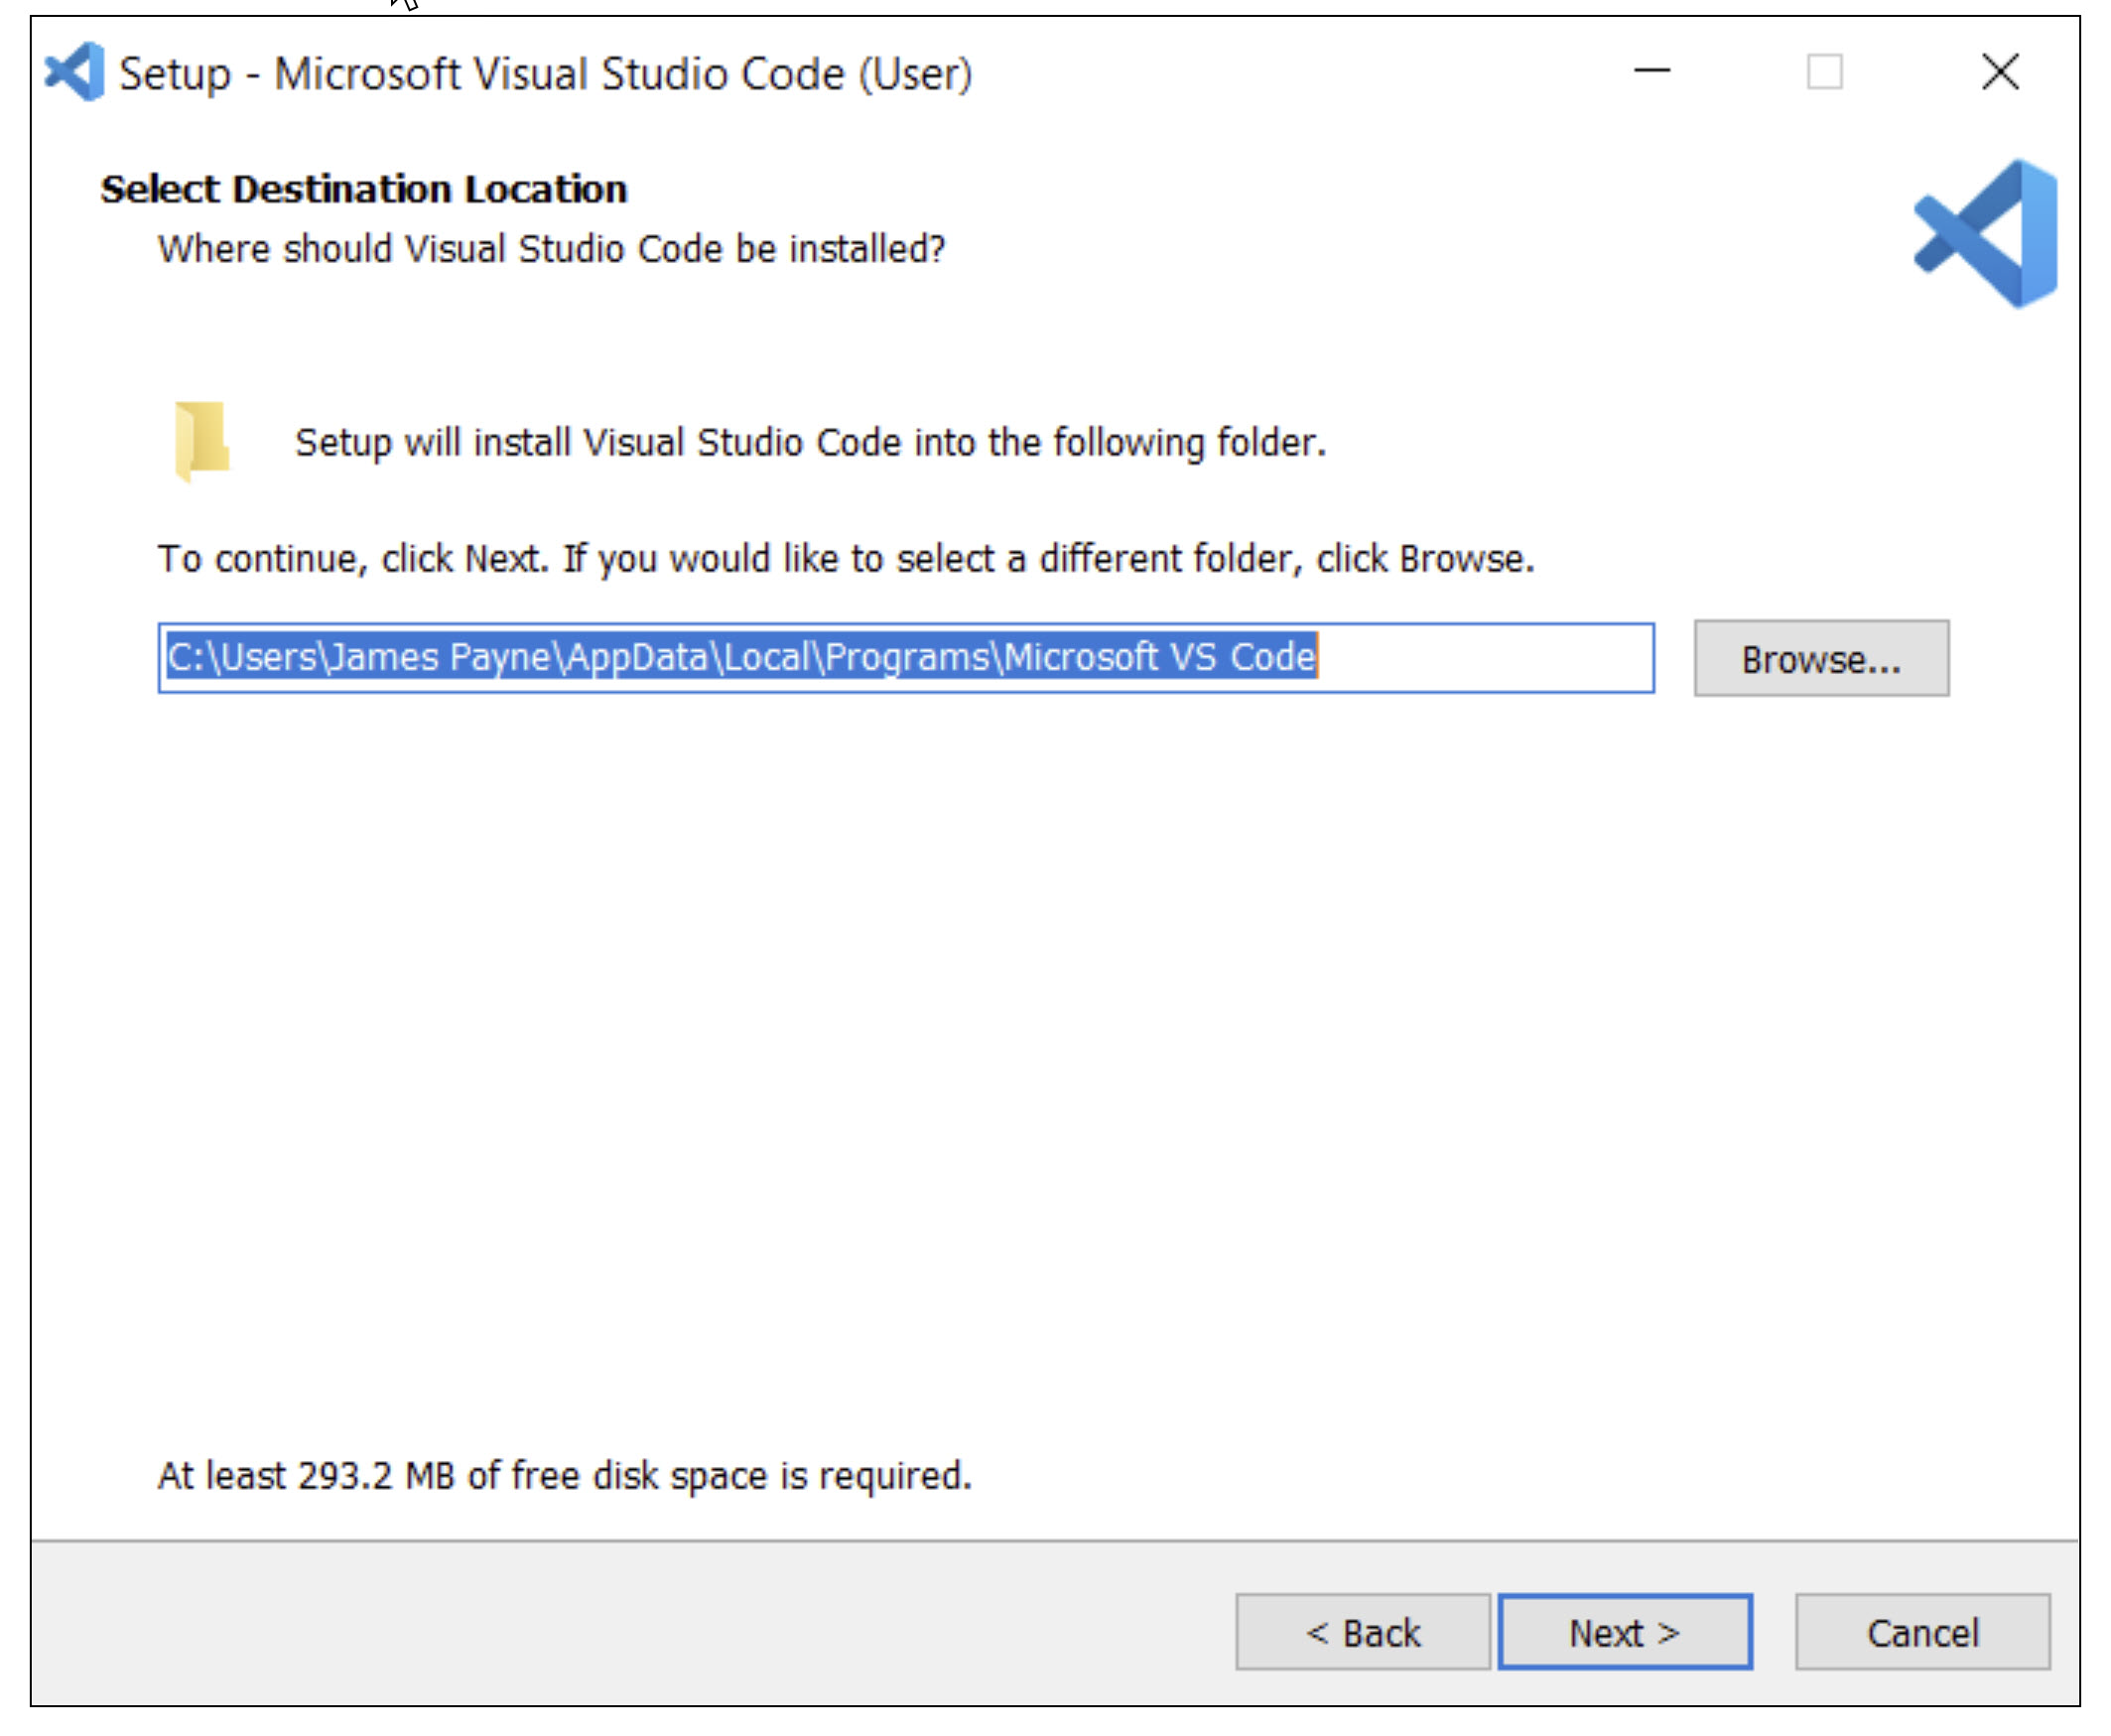 Setup - Microsoft Visual Studio Code (User)
Select Destination Location
Where should Visual Studio Code be installed?
Setup will install Visual Studio Code into the following folder.
To continue, click Next. If you would like to select a different folder, click Browse.
C:\Users\James Payne\AppData\Local\Programs\Microsoft VS Code
Browse...
At least 293.2 MB of free disk space is required.
< Back
Next >
Cancel